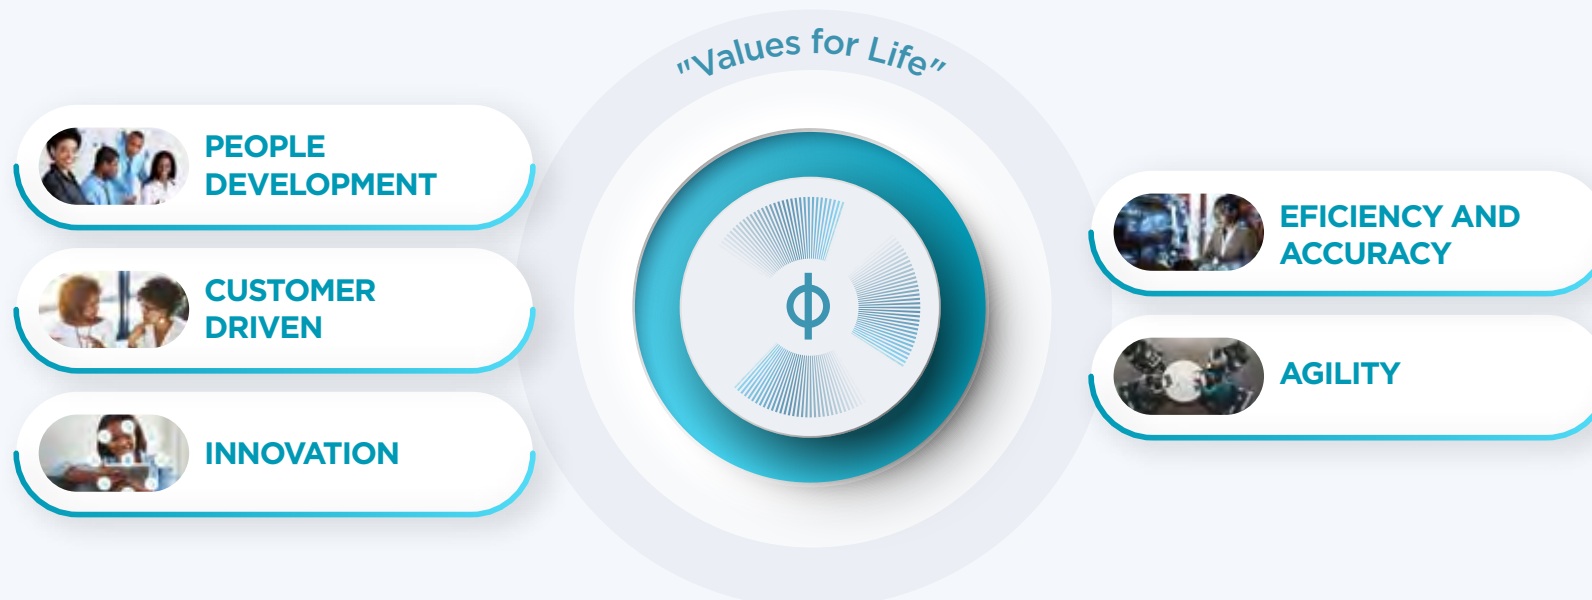 "Values for Life"
PEOPLE
DEVELOPMENT
CUSTOMER
DRIVEN
INNOVATION
EFICIENCY AND
ACCURACY
AGILITY